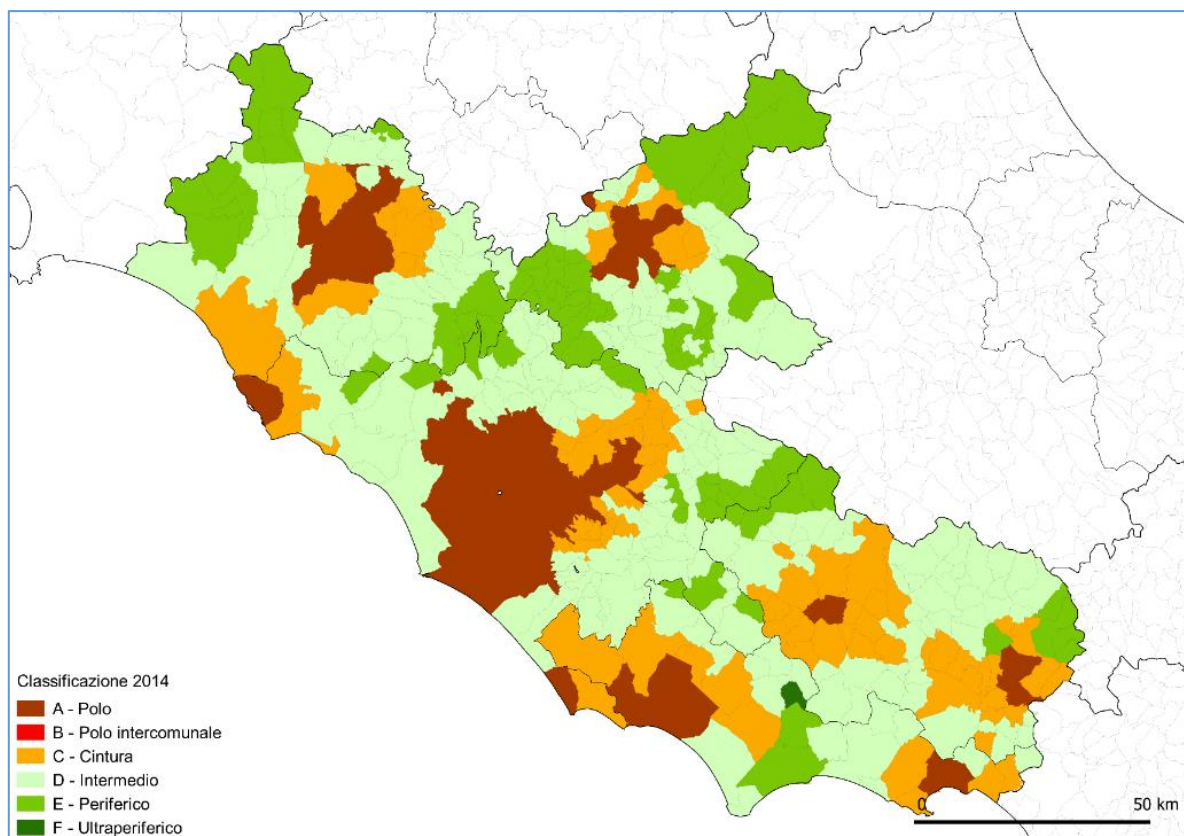 Classificazione 2014
A - Polo
B - Polo intercomunale
C - Cintura
D - Intermedio
E - Periferico
F - Ultraperiferico
0 50 km